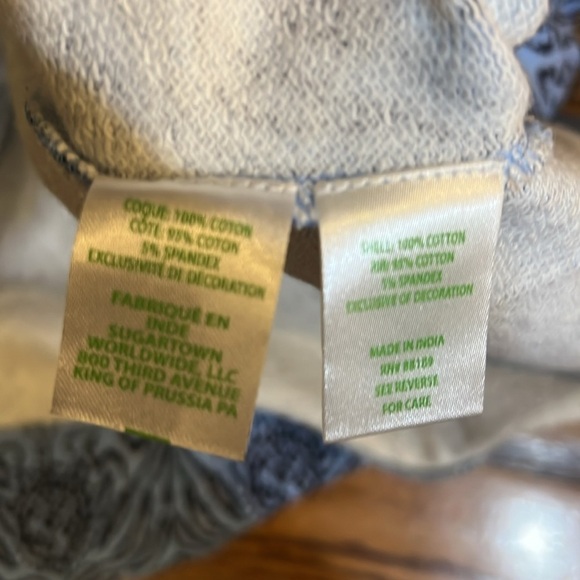 COQUE: 100% COTON
CÔTE: 95% COTON
5% SPANDEX
EXCLUSIVITÉ DE DÉCORATION
FABRIQUÉ EN
INDE
SUGARTOWN
WORLDWIDE, LLC
800 THIRD AVENUE
KING OF PRUSSIA PA
SHELL: 100% COTTON
RIB: 95% COTTON
5% SPANDEX
EXCLUSIVE OF DECORATION
MADE IN INDIA
RN# 88189
SEE REVERSE
FOR CARE